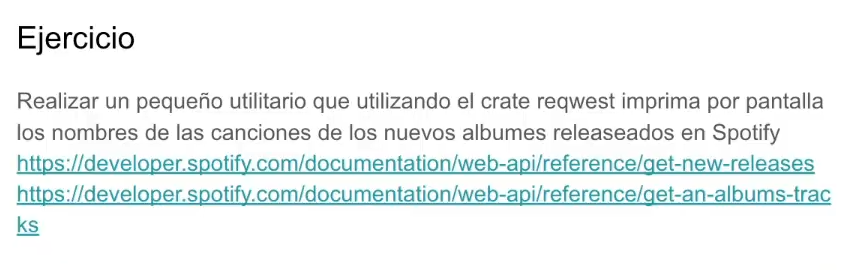 Ejercicio
Realizar un pequeño utilitario que utilizando el crate reqwest imprima por pantalla
los nombres de las canciones de los nuevos albumes releaseados en Spotify
https://developer.spotify.com/documentation/web-api/reference/get-new-releases
https://developer.spotify.com/documentation/web-api/reference/get-an-albums-trac
ks